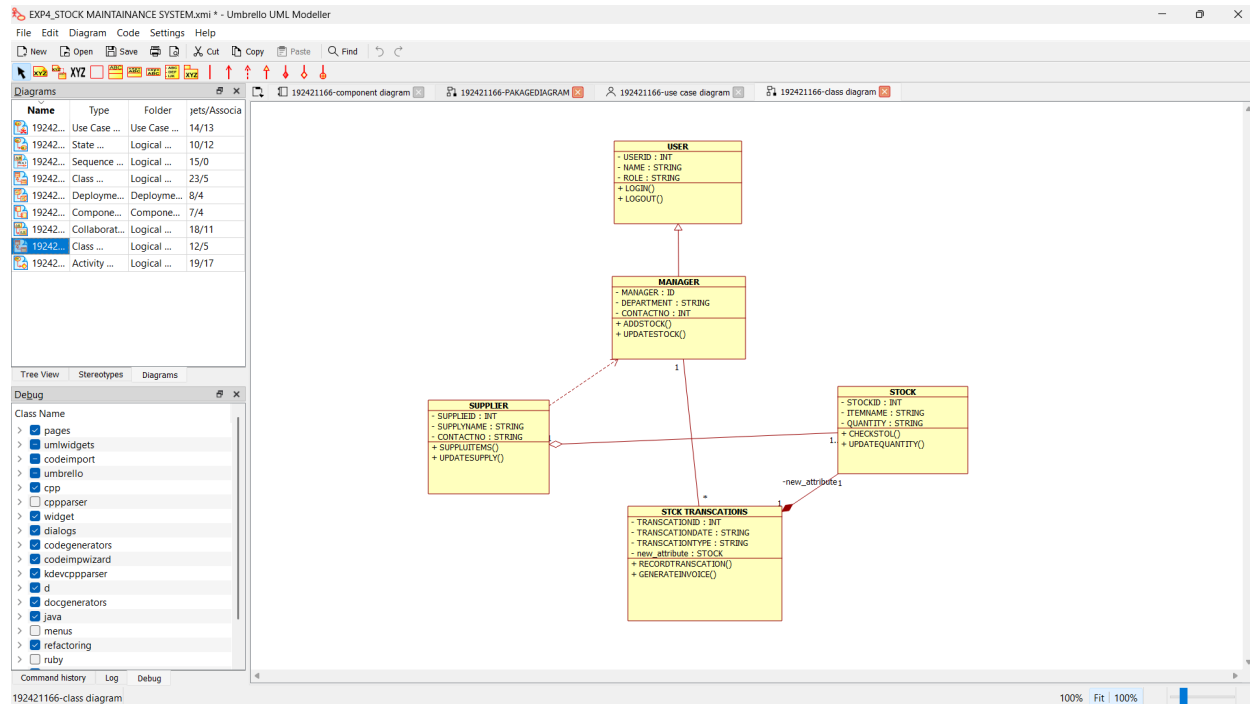 EXP4_STOCK MAINTAINANCE SYSTEM.xmi * - Umbrello UML Modeller
File Edit Diagram Code Settings Help
New Open Save Cut Copy Paste Find
XYZ
Diagrams
192421166-component diagram 192421166-PAKAGEDIAGRAM 192421166-use case diagram 192421166-class diagram
Name Type Folder jets/Associa
19242... Use Case ... Use Case ... 14/13
19242... State ... Logical ... 10/12
19242... Sequence ... Logical ... 15/0
19242... Class ... Logical ... 23/5
19242... Deployme... Deployme... 8/4
19242... Compone... Compone... 7/4
19242... Collaborat... Logical ... 18/11
19242... Class ... Logical ... 12/5
19242... Activity ... Logical ... 19/17
Tree View Stereotypes Diagrams
Debug
Class Name
pages
umlwidgets
codeimport
umbrello
cpp
cppparser
widget
dialogs
codegenerators
codeimpwizard
kdevcppparser
d
docgenerators
java
menus
refactoring
ruby
Command history Log Debug
192421166-class diagram
USER
- USERID : INT
- NAME : STRING
- ROLE : STRING
+ LOGIN()
+ LOGOUT()
MANAGER
- MANAGER : ID
- DEPARTMENT : STRING
- CONTACTNO : INT
+ ADDSTOCK()
+ UPDATESTOCK()
1
SUPPLIER
- SUPPLIEID : INT
- SUPPLYNAME : STRING
- CONTACTNO : STRING
+ SUPPLUITEMS()
+ UPDATESUPPLY()
1
STOCK
- STOCKID : INT
- ITEMNAME : STRING
- QUANTITY : STRING
+ CHECKSTOL()
+ UPDATEQUANTITY()
1..
-new_attribute 1
*
1
STCK TRANSCATIONS
- TRANSCATIONID : INT
- TRANSCATIONDATE : STRING
- TRANSCATIONTYPE : STRING
- new_attribute : STOCK
+ RECORDTRANSCATION()
+ GENERATEINVOICE()
100% Fit 100%